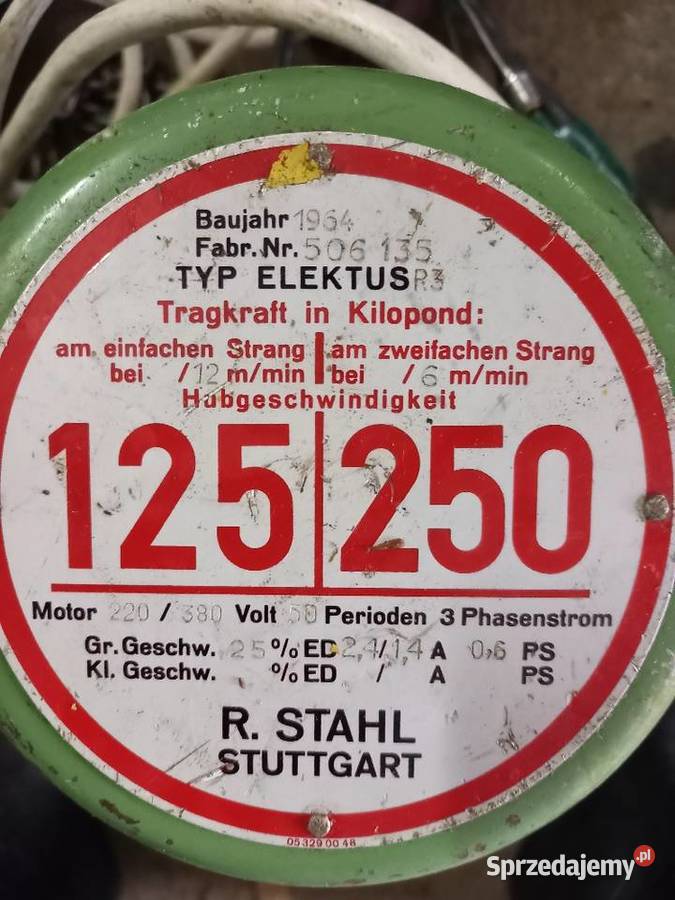 Baujahr 1964
Fabr. Nr. 506 135
TYP ELEKTUS R3
Tragkraft in Kilopond:
am einfachen Strang am zweifachen Strang
bei /12 m/min bei /6 m/min
Hubgeschwindigkeit
125 250
Motor 220 / 380 Volt 50 Perioden 3 Phasenstrom
Gr. Geschw. 25 % ED 2,4/1,4 A 0,6 PS
Kl. Geschw. % ED / A PS
R. STAHL
STUTTGART
05 329 00 48
Sprzedajemy.pl